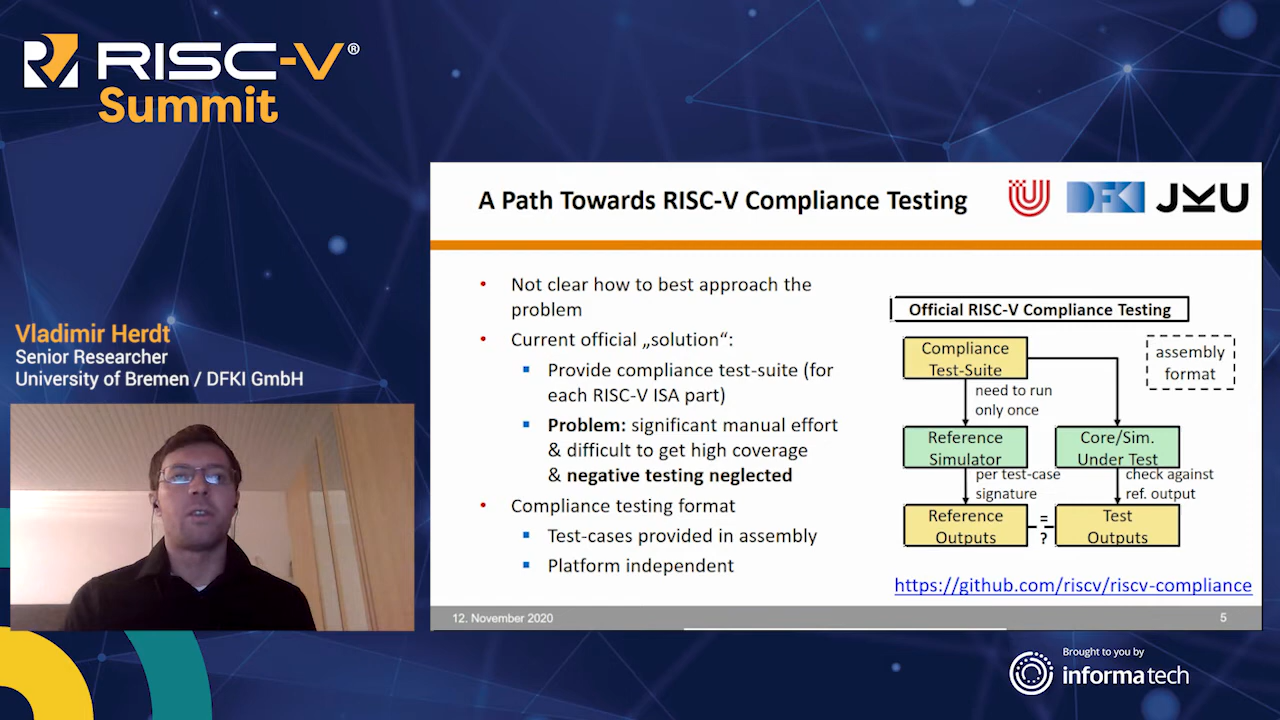 RISC-V®
Summit
A Path Towards RISC-V Compliance Testing
U DFKI JKU
• Not clear how to best approach the
problem
• Current official „solution“:
▪ Provide compliance test-suite (for
each RISC-V ISA part)
▪ Problem: significant manual effort
& difficult to get high coverage
& negative testing neglected
• Compliance testing format
▪ Test-cases provided in assembly
▪ Platform independent
Official RISC-V Compliance Testing
Compliance
Test-Suite
assembly
format
need to run
only once
Reference
Simulator
Core/Sim.
Under Test
per test-case
signature
check against
ref. output
Reference
Outputs
=
?
Test
Outputs
https://github.com/riscv/riscv-compliance
12. November 2020
5
Vladimir Herdt
Senior Researcher
University of Bremen / DFKI GmbH
Brought to you by
informa tech